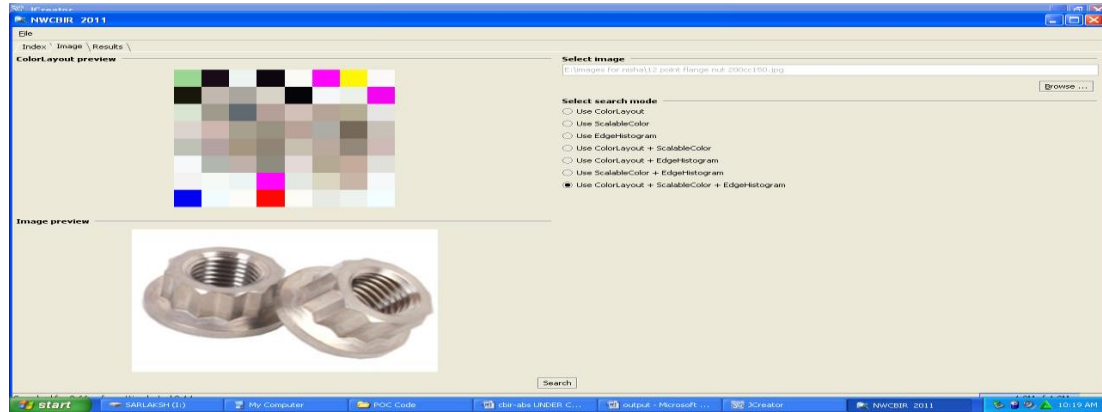 JCreator
NWCBIR 2011
File
Index Image Results
ColorLayout preview
Select image
E:\images for nisha\12 point flange nut 200cc150.jpg
Browse ...
Select search mode
Use ColorLayout
Use ScalableColor
Use EdgeHistogram
Use ColorLayout + ScalableColor
Use ColorLayout + EdgeHistogram
Use ScalableColor + EdgeHistogram
Use ColorLayout + ScalableColor + EdgeHistogram
Image preview
Search
start SARLAKSH (I:) My Computer POC Code cbir-abs UNDER C... output - Microsoft ... JCreator NWCBIR 2011 10:19 AM